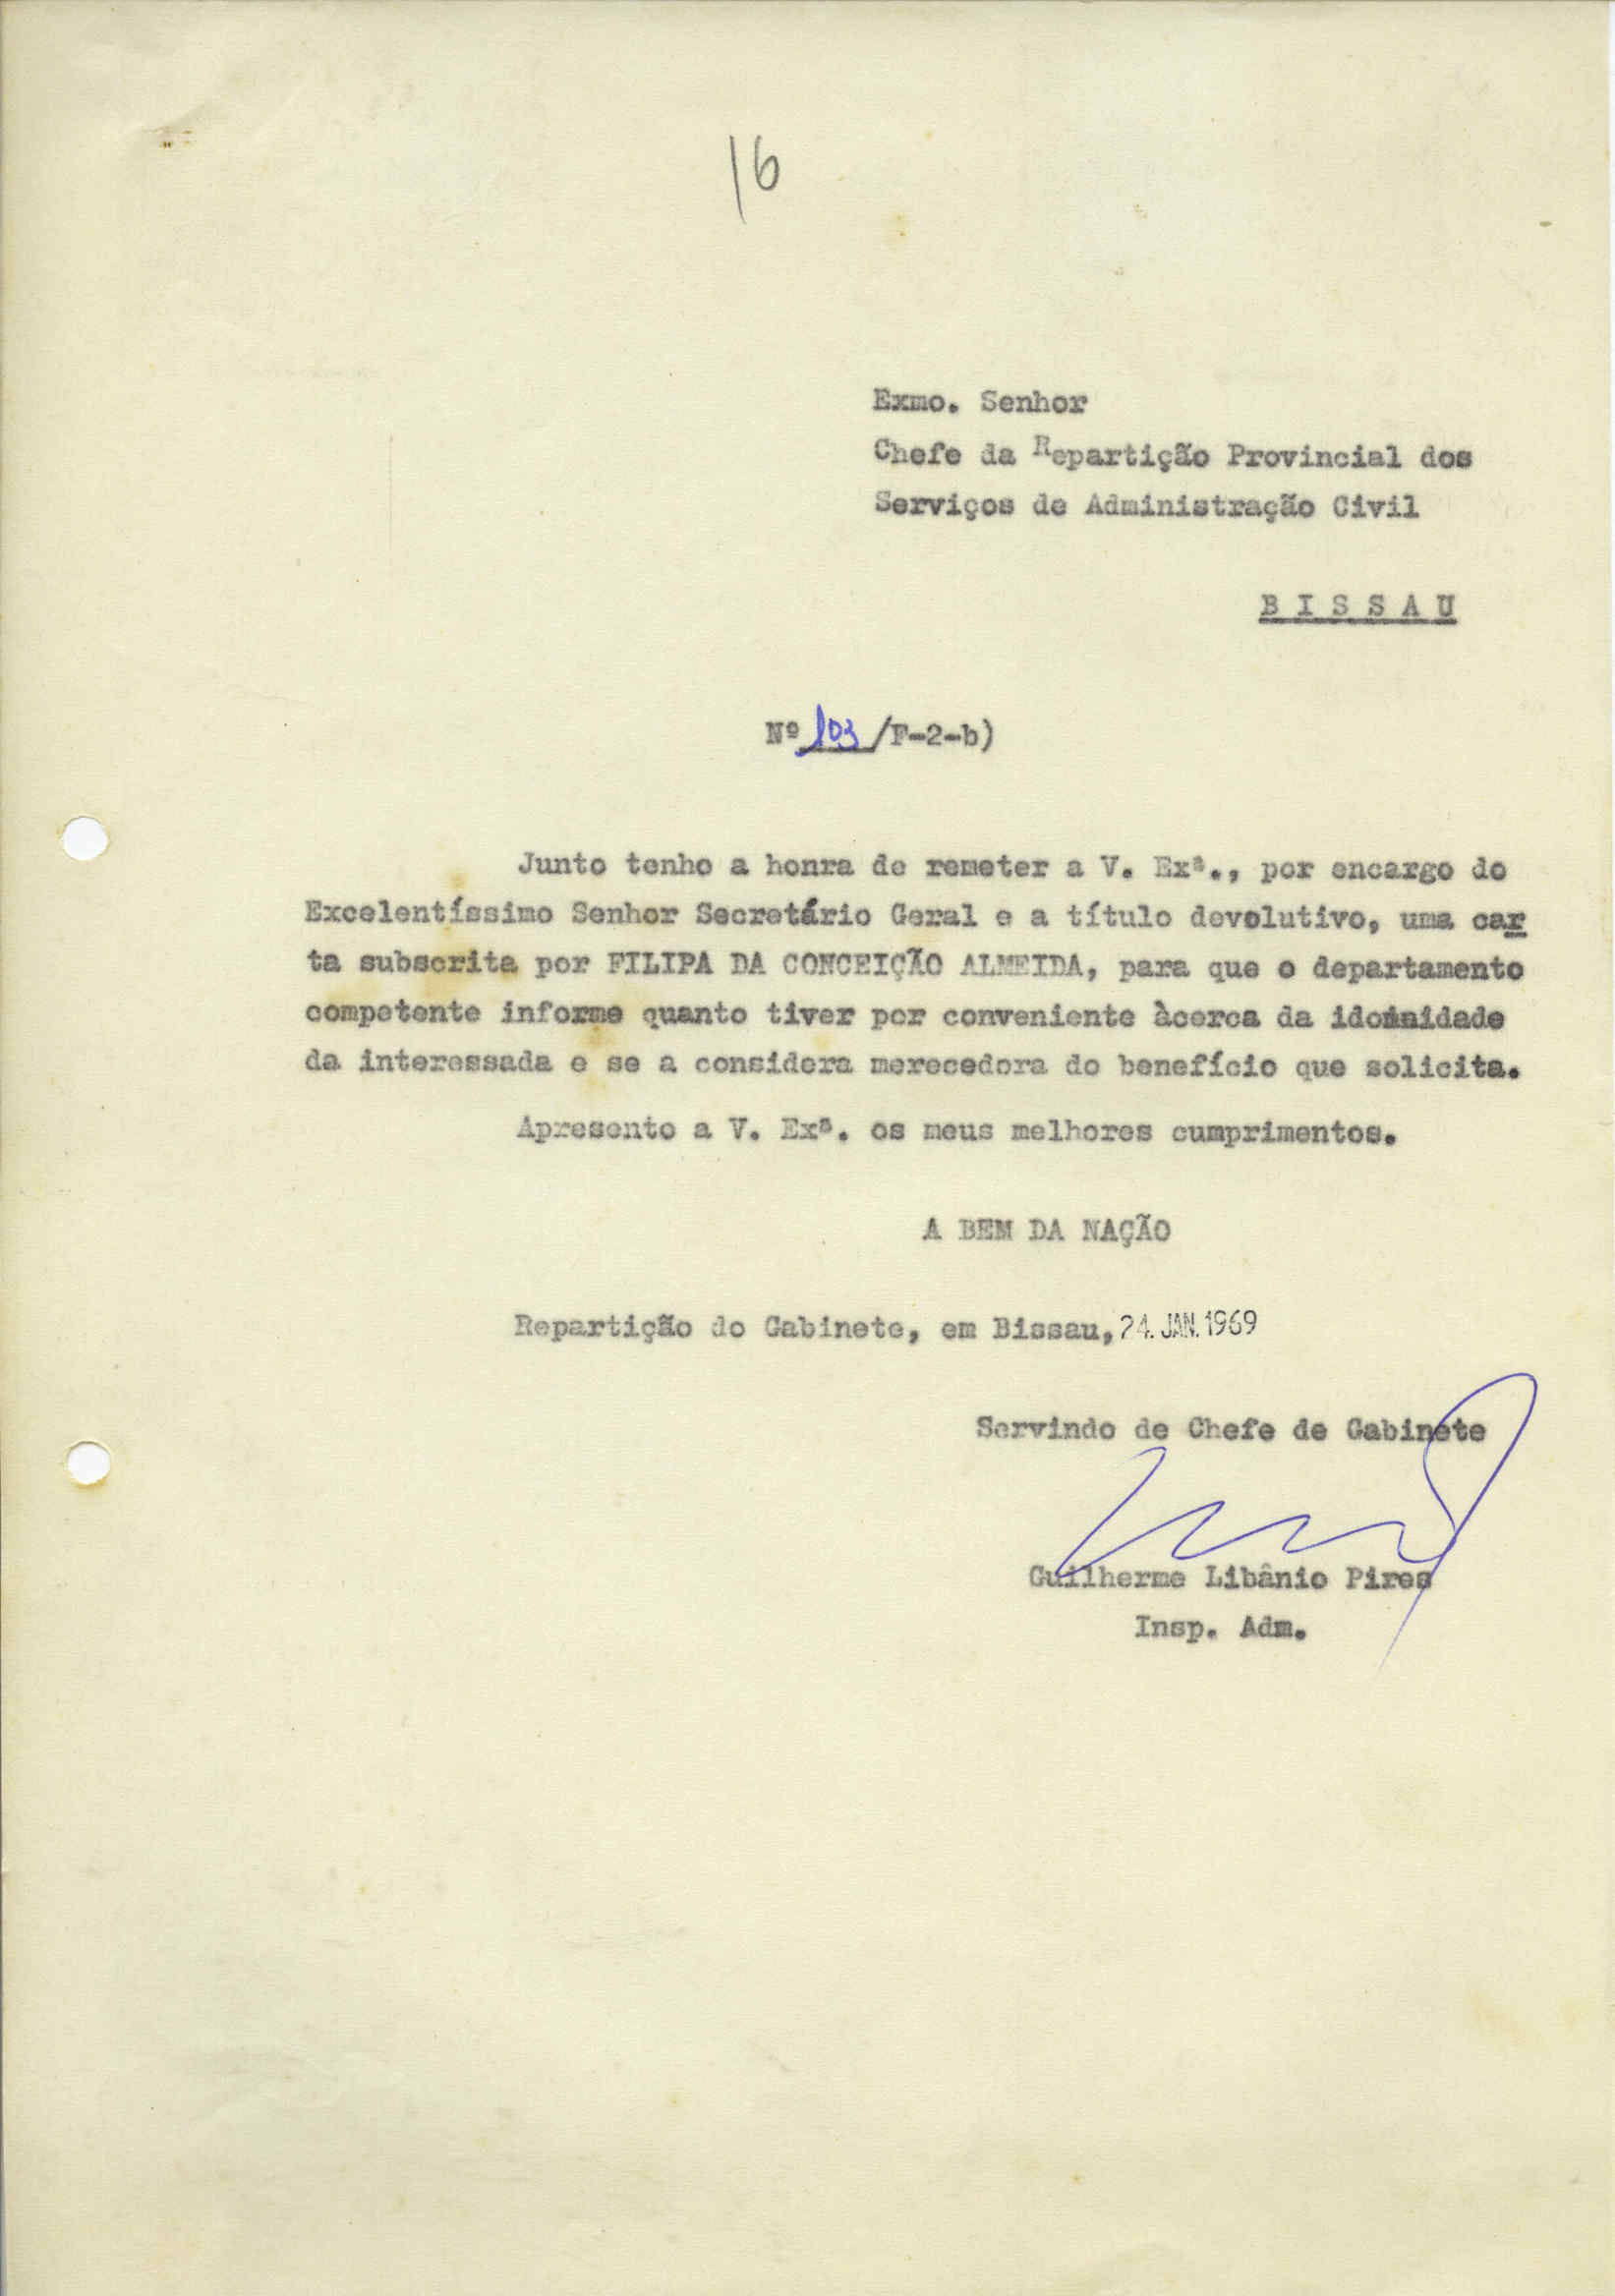 16
Exmo. Senhor
Chefe da Repartição Provincial dos
Serviços de Administração Civil
B I S S A U
Nº 103/F-2-b)
Junto tenho a honra de remeter a V. Exª., por encargo do
Excelentíssimo Senhor Secretário Geral e a título devolutivo, uma car
ta subscrita por FILIPA DA CONCEIÇÃO ALMEIDA, para que o departamento
competente informe quanto tiver por conveniente àcerca da idoinidade
da interessada e se a considera merecedora do benefício que solicita.
Apresento a V. Exª. os meus melhores cumprimentos.
A BEM DA NAÇÃO
Repartição do Gabinete, em Bissau, 24. JAN. 1969
Servindo de Chefe de Gabinete
Guilherme Libânio Pires
Insp. Adm.